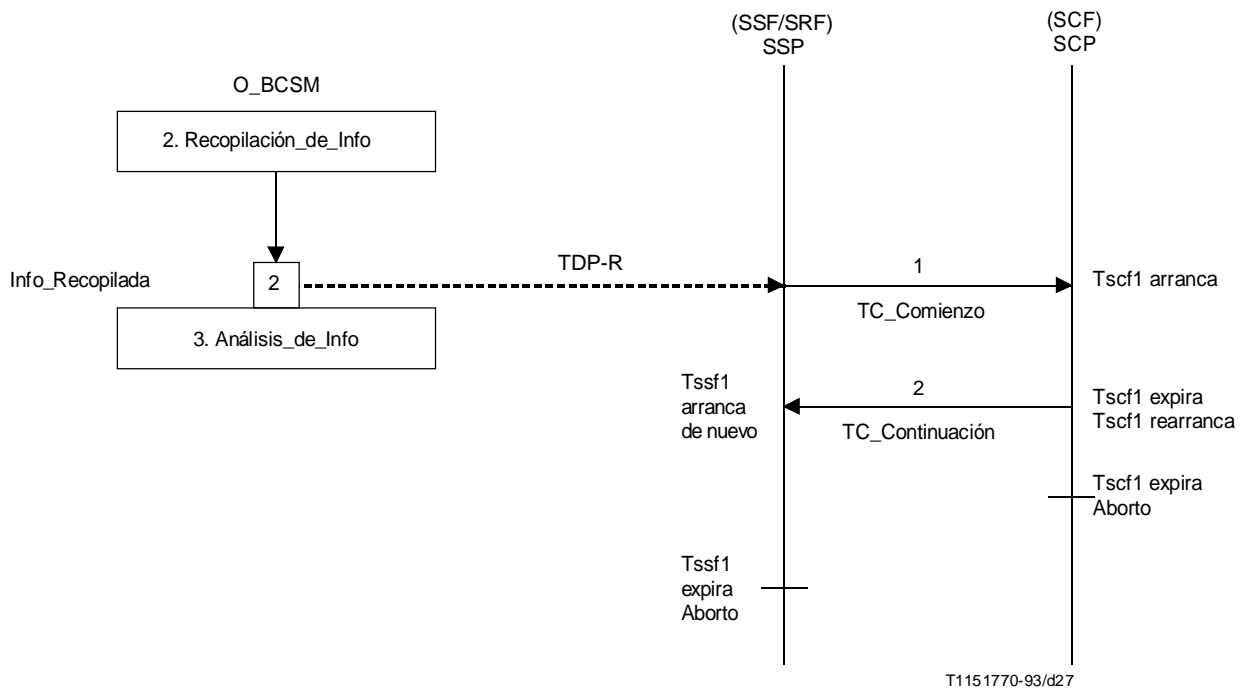 (SSF/SRF)
SSP
(SCF)
SCP
O_BCSM
2. Recopilación_de_Info
Info_Recopilada
2
TDP-R
1
TC_Comienzo
Tscf1 arranca
3. Análisis_de_Info
Tssf1
arranca
de nuevo
2
TC_Continuación
Tscf1 expira
Tscf1 rearranca
Tscf1 expira
Aborto
Tssf1
expira
Aborto
T1151770-93/d27